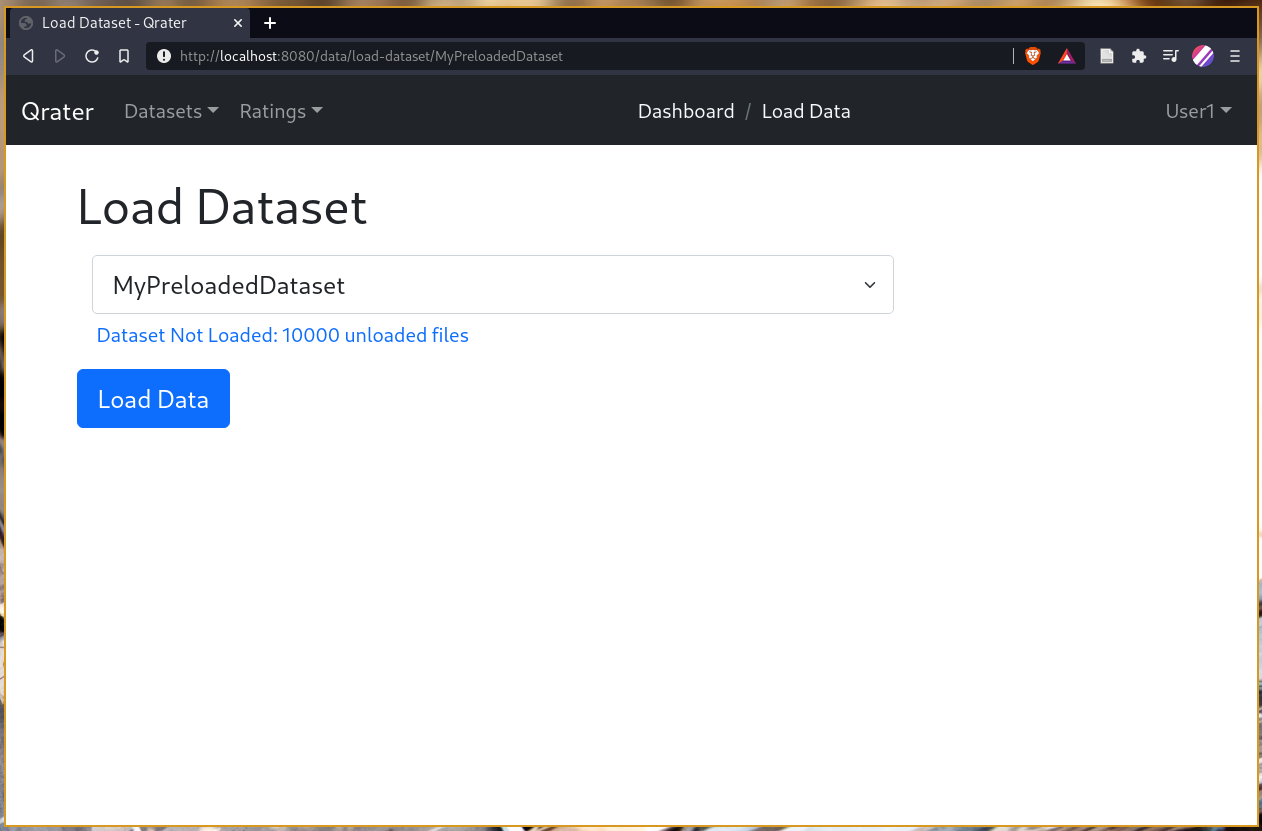 Load Dataset - Qrater
http://localhost:8080/data/load-dataset/MyPreloadedDataset
Qrater Datasets Ratings Dashboard / Load Data User1
Load Dataset
MyPreloadedDataset
Dataset Not Loaded: 10000 unloaded files
Load Data